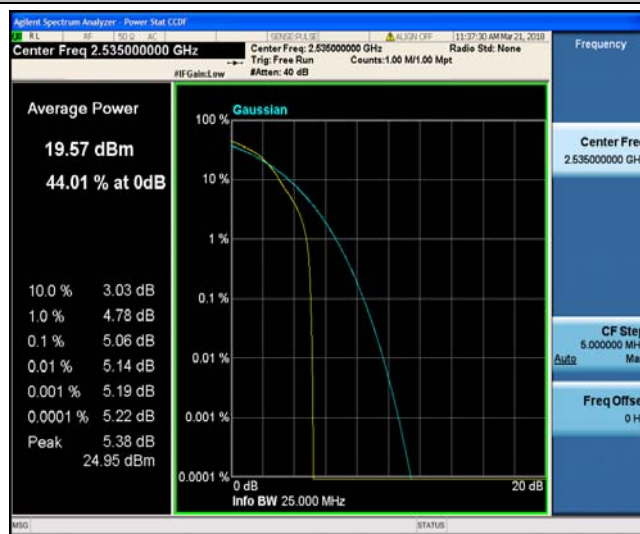 Agilent Spectrum Analyzer - Power Stat CCDF
RL RF 50 Ω AC SENSE:PULSE ALIGN OFF 11:37:30 AM Mar 21, 2018
Center Freq 2.535000000 GHz
Center Freq: 2.535000000 GHz Radio Std: None
Trig: Free Run Counts:1.00 M/1.00 Mpt
#IFGain:Low #Atten: 40 dB
Frequency
Average Power
19.57 dBm
44.01 % at 0dB
10.0 % 3.03 dB
1.0 % 4.78 dB
0.1 % 5.06 dB
0.01 % 5.14 dB
0.001 % 5.19 dB
0.0001 % 5.22 dB
Peak 5.38 dB
24.95 dBm
Gaussian
100 %
10 %
1 %
0.1 %
0.01 %
0.001 %
0.0001 %
0 dB 20 dB
Info BW 25.000 MHz
Center Fre
2.535000000 GH
CF Ste
5.000000 MH
Auto Ma
Freq Offse
0 H
MSG STATUS